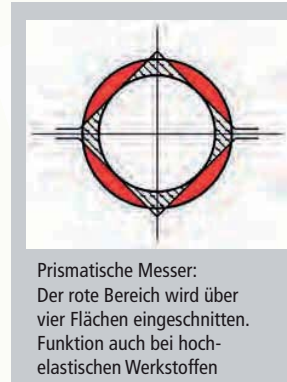 Prismatische Messer:
Der rote Bereich wird über
vier Flächen eingeschnitten.
Funktion auch bei hoch-
elastischen Werkstoffen